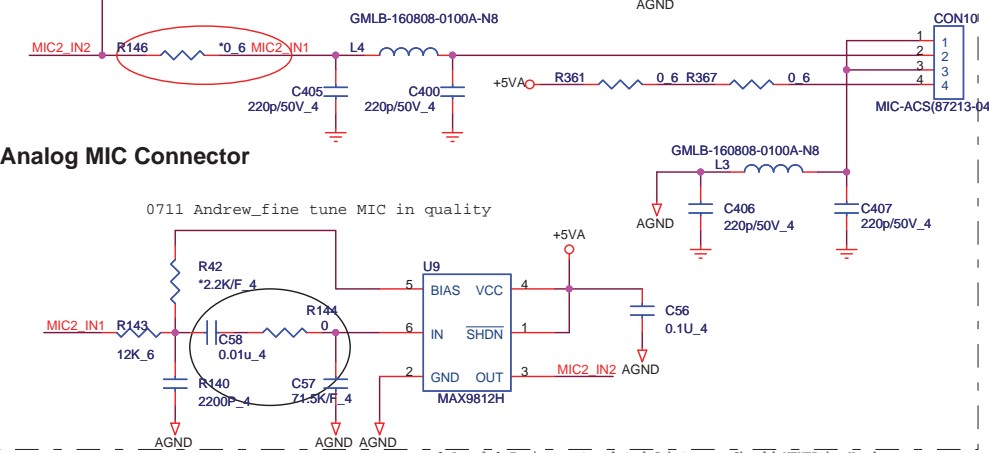 AGND
GMLB-160808-0100A-N8
CON10
MIC2_IN2 R146 *0_6 MIC2_IN1 L4
1 1
2 2
3 3
4 4
+5VA R361 0_6 R367 0_6
C405
220p/50V_4
C400
220p/50V_4
MIC-ACS(87213-04
Analog MIC Connector
GMLB-160808-0100A-N8
L3
0711 Andrew_fine tune MIC in quality
AGND
C406
220p/50V_4
C407
220p/50V_4
+5VA
R42
*2.2K/F_4
U9
5 BIAS VCC 4
MIC2_IN1 R143
12K_6
C58
0.01u_4
R144
0
6 IN SHDN 1
C56
0.1U_4
R140
2200P_4
C57
71.5K/F_4
2 GND OUT 3 MIC2_IN2
MAX9812H
AGND
AGND
AGND AGND